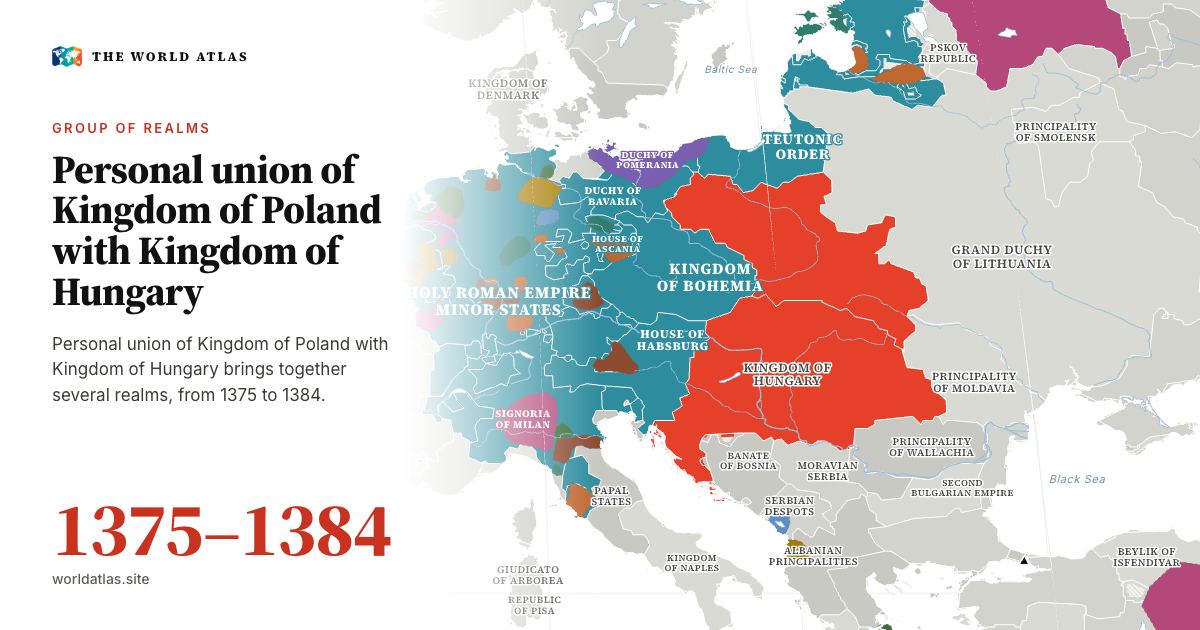 THE WORLD ATLAS
GROUP OF REALMS
Personal union of
Kingdom of Poland
with Kingdom of
Hungary
Personal union of Kingdom of Poland with
Kingdom of Hungary brings together
several realms, from 1375 to 1384.
1375–1384
worldatlas.site
Baltic Sea
PSKOV
REPUBLIC
KINGDOM OF
DENMARK
PRINCIPALITY
OF SMOLENSK
TEUTONIC
ORDER
DUCHY OF
POMERANIA
DUCHY OF
BAVARIA
HOUSE OF
ASCANIA
GRAND DUCHY
OF LITHUANIA
KINGDOM
OF BOHEMIA
HOLY ROMAN EMPIRE
MINOR STATES
HOUSE OF
HABSBURG
KINGDOM OF
HUNGARY
PRINCIPALITY
OF MOLDAVIA
SIGNORIA
OF MILAN
PRINCIPALITY
OF WALLACHIA
BANATE
OF BOSNIA
MORAVIAN
SERBIA
Black Sea
SECOND
BULGARIAN EMPIRE
PAPAL
STATES
SERBIAN
DESPOTS
ALBANIAN
PRINCIPALITIES
KINGDOM
OF NAPLES
BEYLIK OF
ISFENDIYAR
GIUDICATO
OF ARBOREA
REPUBLIC
OF PISA